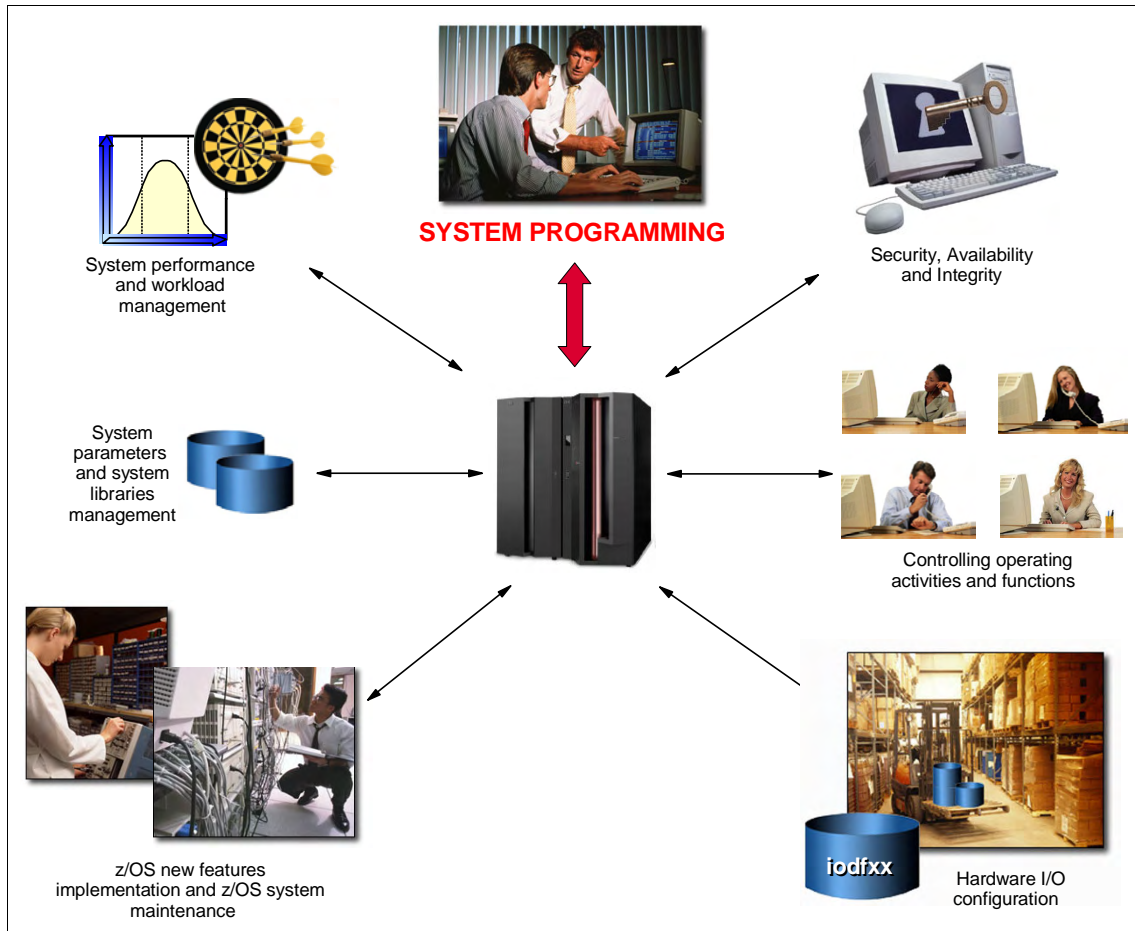 SYSTEM PROGRAMMING
System performance
and workload
management
Security, Availability
and Integrity
System
parameters
and system
libraries
management
Controlling operating
activities and functions
z/OS new features
implementation and z/OS system
maintenance
iodfxx
Hardware I/O
configuration